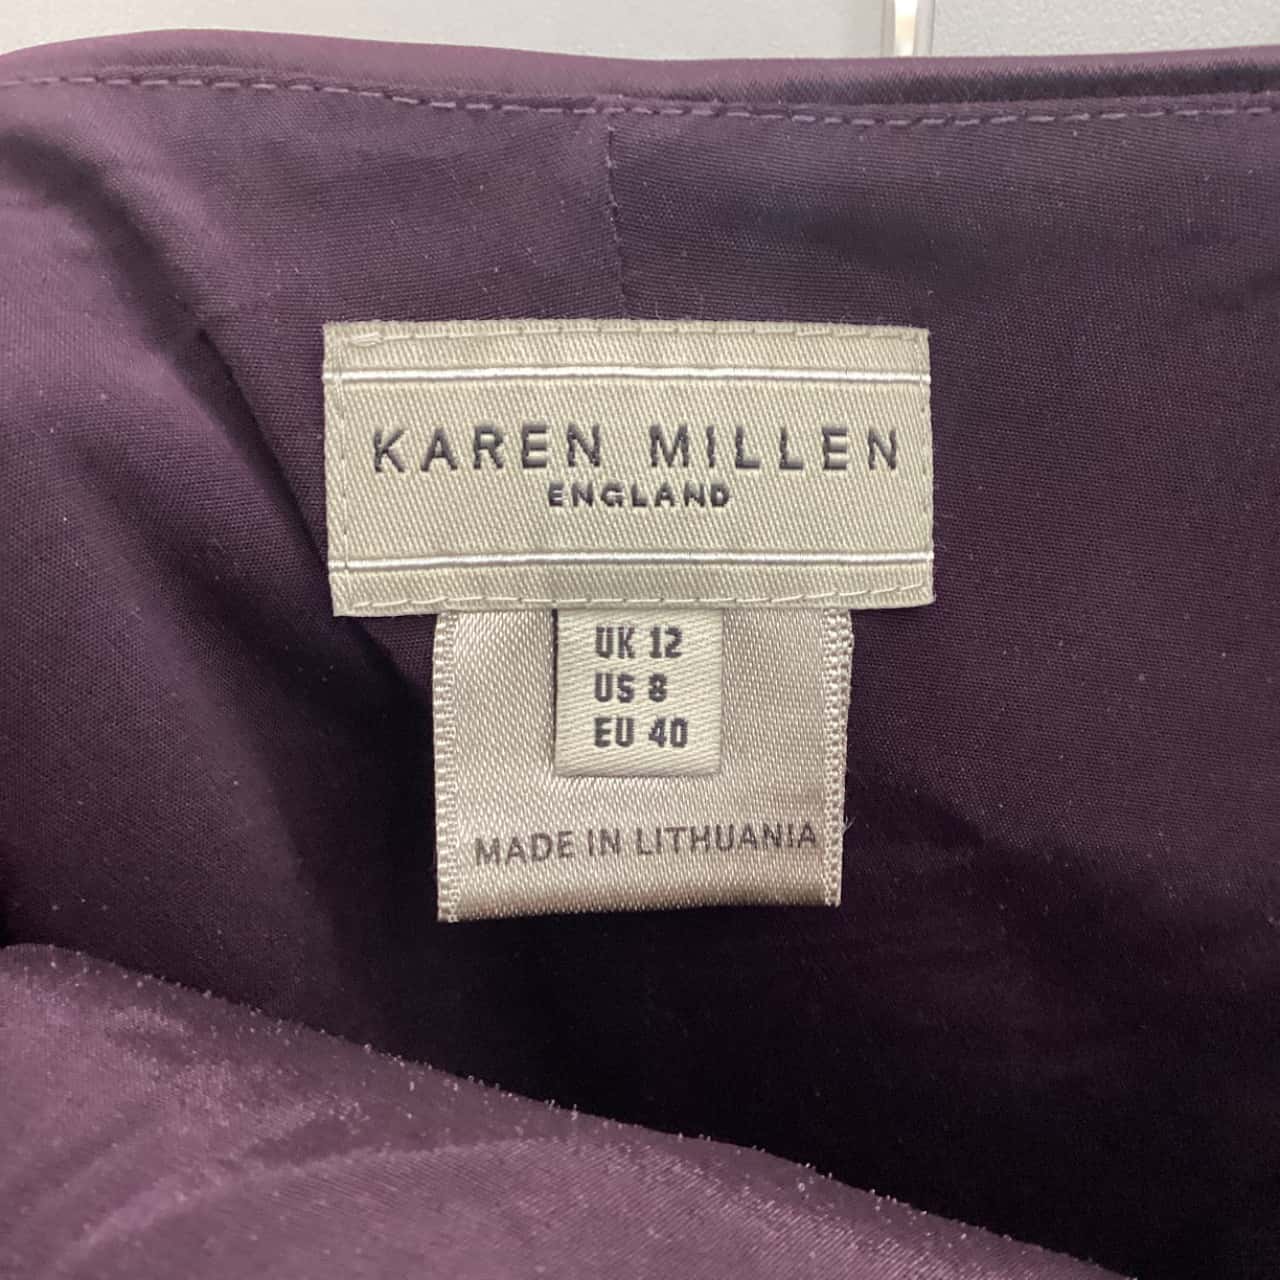 KAREN MILLEN
ENGLAND
UK 12
US 8
EU 40
MADE IN LITHUANIA